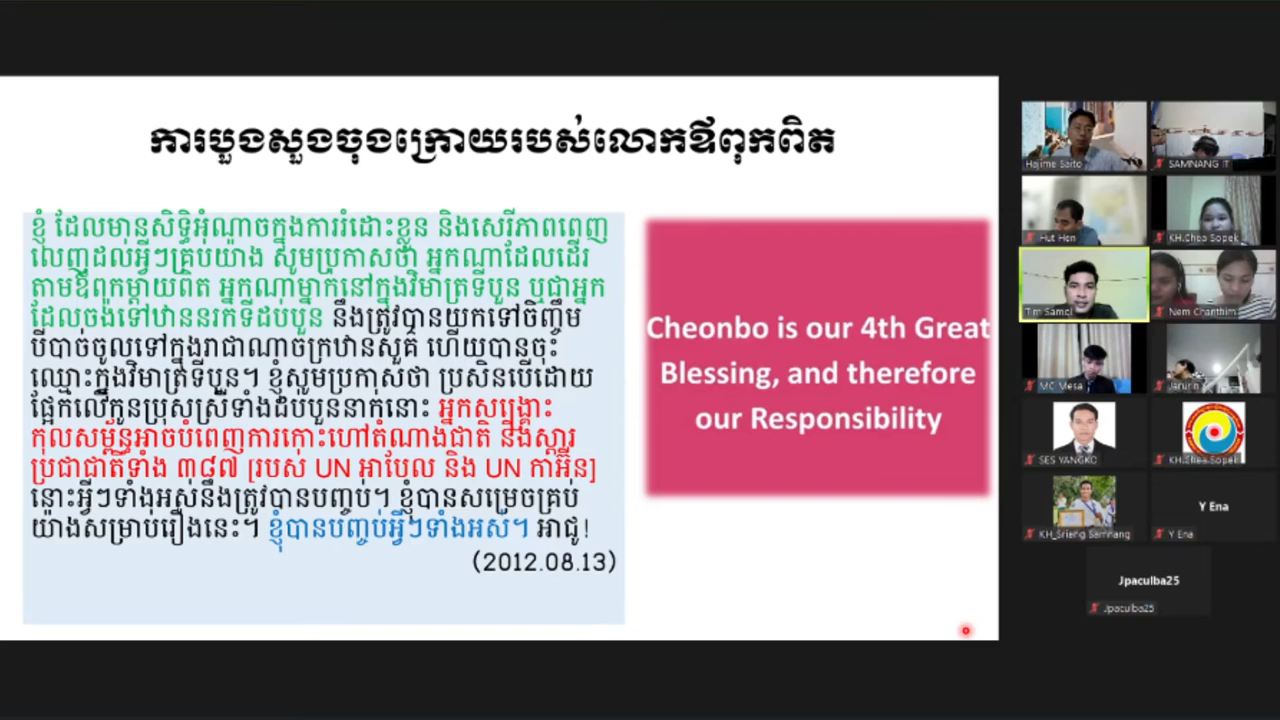 ការបួងសួងចុងក្រោយរបស់លោកឪពុកពិត
ខ្ញុំ ដែលមានសិទ្ធិអំណាចក្នុងការរំដោះខ្លួន និងសេរីភាពពេញ
លេញដល់អ្វីៗគ្រប់យ៉ាង សូមប្រកាសថា អ្នកណាដែលដើរ
តាមឪពុកម្តាយពិត អ្នកណាម្នាក់នៅក្នុងវិមាត្រទីបួន ឬជាអ្នក
ដែលចង់ទៅឋាននរកទីដប់បួន នឹងត្រូវបានយកទៅចិញ្ចឹម
បីបាច់ចូលទៅក្នុងរាជាណាចក្រឋានសួគ៌ ហើយបានចុះ
ឈ្មោះក្នុងវិមាត្រទីបួន។ ខ្ញុំសូមប្រកាសថា ប្រសិនបើដោយ
ផ្អែកលើកូនប្រុសស្រីទាំងដប់បួននាក់នោះ អ្នកសង្គ្រោះ
កុលសម្ព័ន្ធអាចបំពេញការកោះហៅតំណាងជាតិ និងស្តារ
ប្រជាជាតិទាំង ៣៨៧ [របស់ UN អាបែល និង UN កាអ៊ីន]
នោះអ្វីៗទាំងអស់នឹងត្រូវបានបញ្ចប់។ ខ្ញុំបានសម្រេចគ្រប់
យ៉ាងសម្រាប់រឿងនេះ។ ខ្ញុំបានបញ្ចប់អ្វីៗទាំងអស់។ អាជូ!
(2012.08.13)
Cheonbo is our 4th Great
Blessing, and therefore
our Responsibility
Hajime Saito
SAMNANG IT
Hut Hen
KH.Chea Sopek
Tim Samol
Nem Chanthim
MC Mesa
Jarurin
SES YANGKO
KH.Chea Sopek
KH_Srieng Samnang
Y Ena
Y Ena
Jpaculba25
Jpaculba25